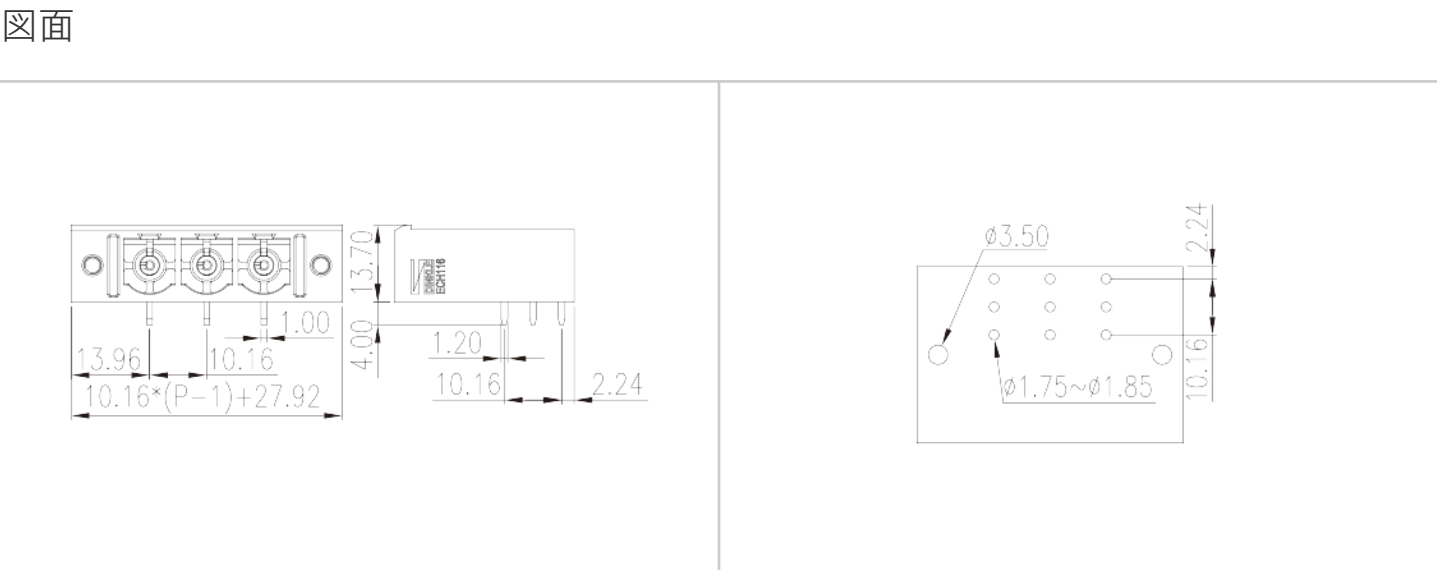 図面
13.70
DINKLE
ECH116
4.00
1.00
13.96
10.16
10.16*(P-1)+27.92
1.20
10.16
2.24
ø3.50
2.24
10.16
ø1.75~ø1.85